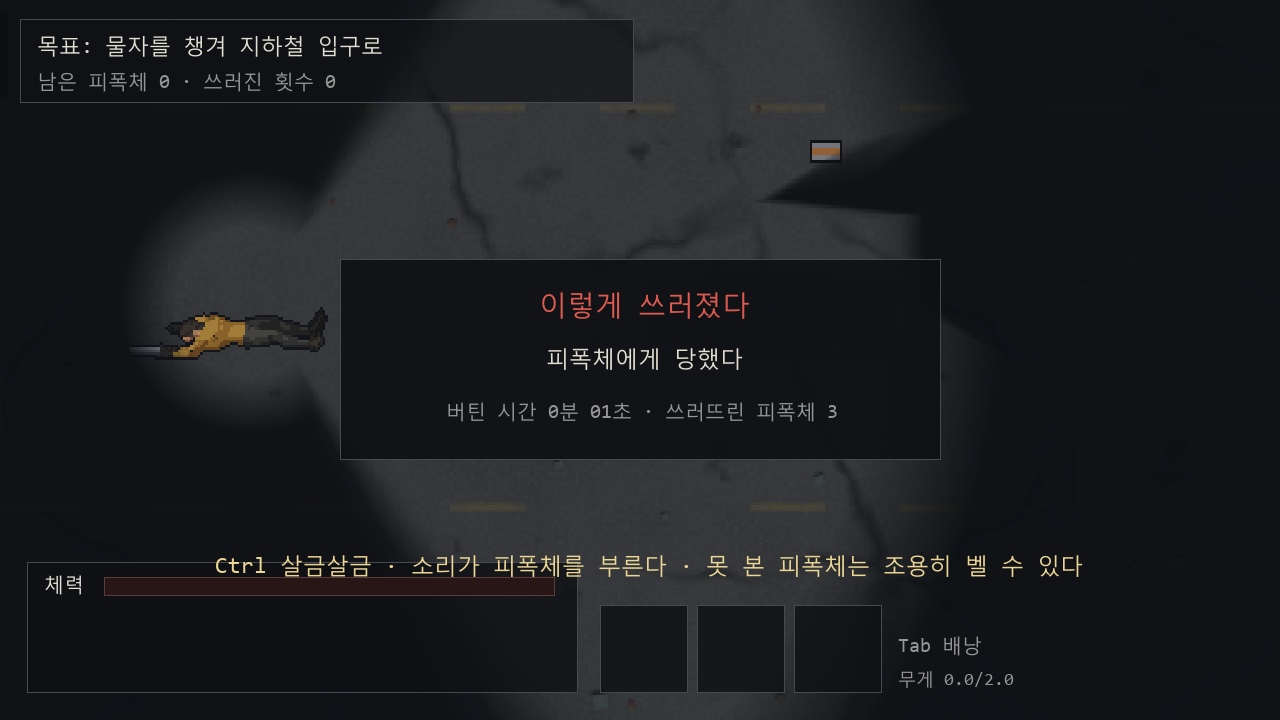 목표: 물자를 챙겨 지하철 입구로
남은 피폭체 0 · 쓰러진 횟수 0
이렇게 쓰러졌다
피폭체에게 당했다
버틴 시간 0분 01초 · 쓰러뜨린 피폭체 3
Ctrl 살금살금 · 소리가 피폭체를 부른다 · 못 본 피폭체는 조용히 벨 수 있다
체력
Tab 배낭
무게 0.0/2.0